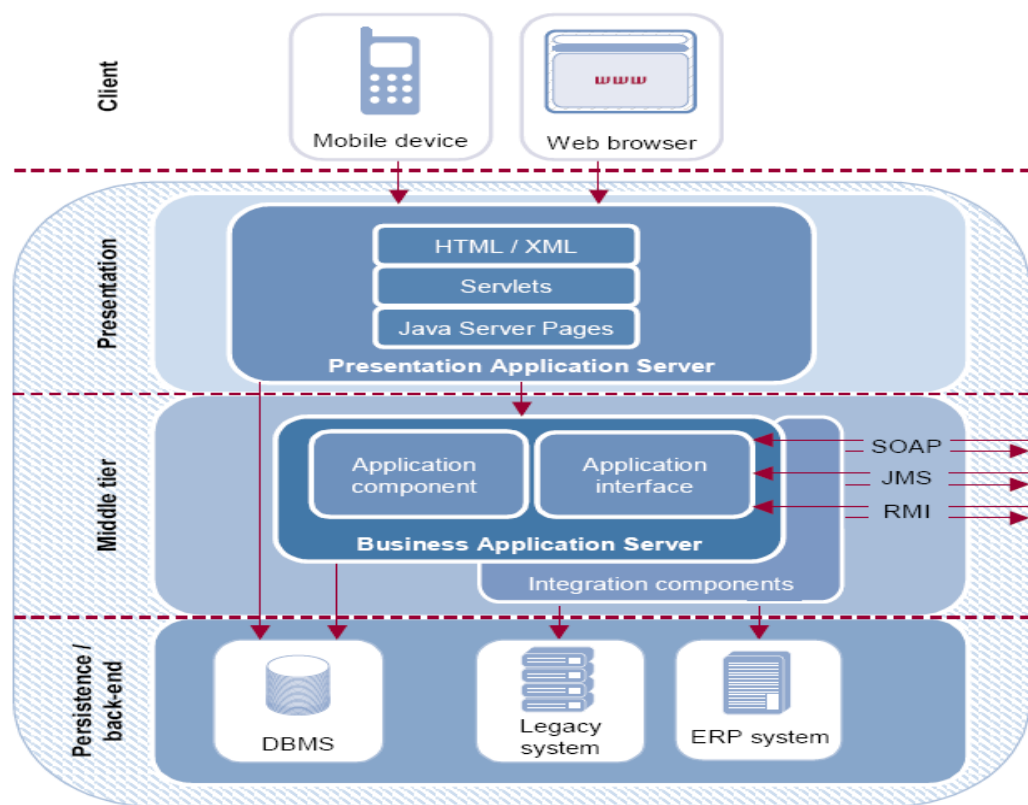 Client
Mobile device
www
Web browser
Presentation
HTML / XML
Servlets
Java Server Pages
Presentation Application Server
Middle tier
Application
component
Application
interface
Business Application Server
Integration components
SOAP
JMS
RMI
Persistence /
back-end
DBMS
Legacy
system
ERP system